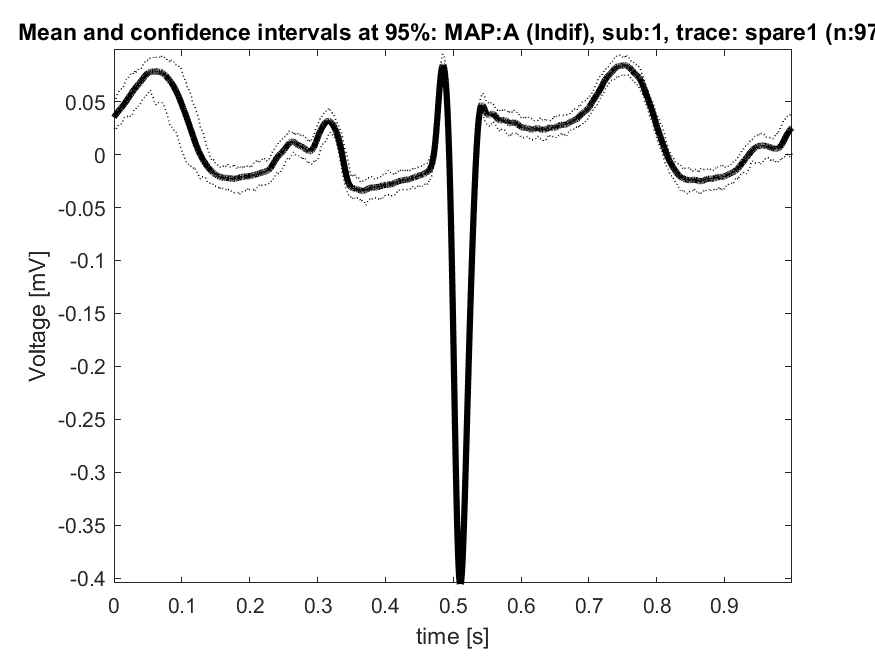 Mean and confidence intervals at 95%: MAP:A (Indif), sub:1, trace: spare1 (n:97
0.05
0
-0.05
-0.1
-0.15
-0.2
-0.25
-0.3
-0.35
-0.4
Voltage [mV]
0 0.1 0.2 0.3 0.4 0.5 0.6 0.7 0.8 0.9
time [s]